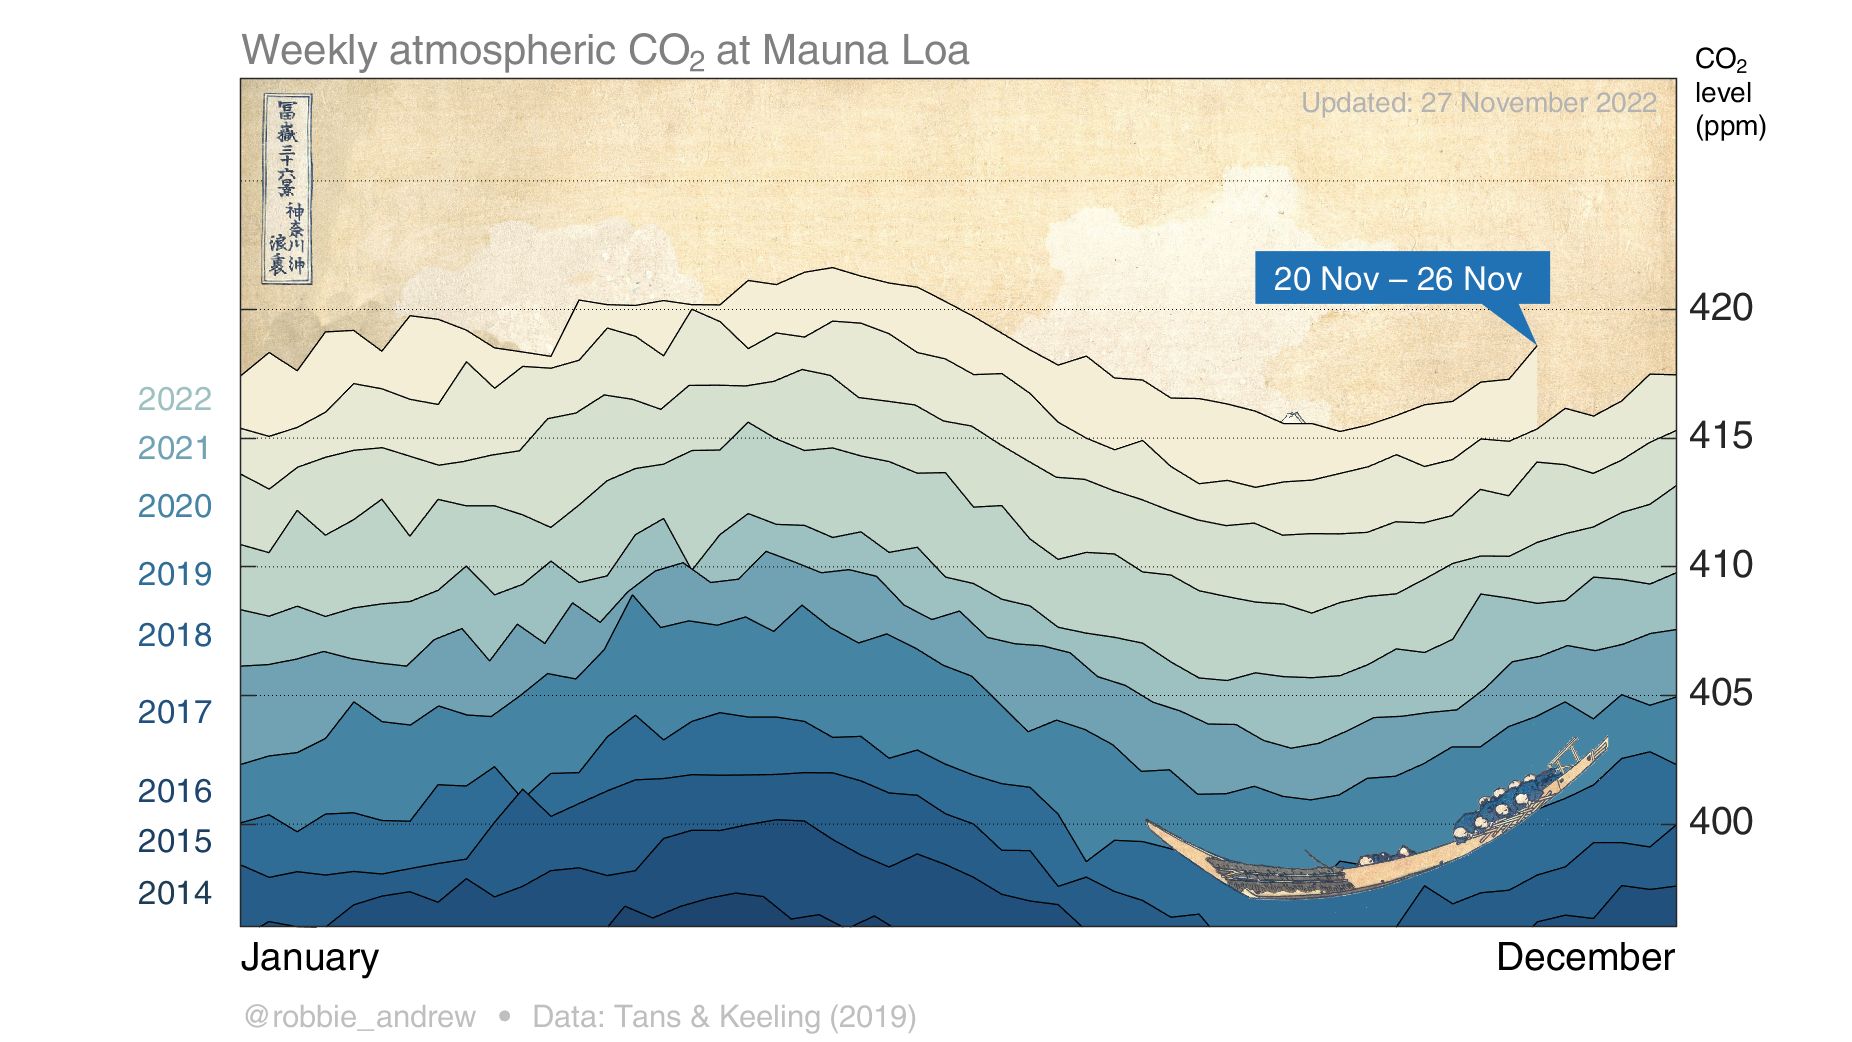 Weekly atmospheric CO₂ at Mauna Loa
CO₂
level
(ppm)
Updated: 27 November 2022
冨嶽三十六景
神奈川沖
浪裏
20 Nov – 26 Nov
420
415
410
405
400
2022
2021
2020
2019
2018
2017
2016
2015
2014
January
December
@robbie_andrew • Data: Tans & Keeling (2019)